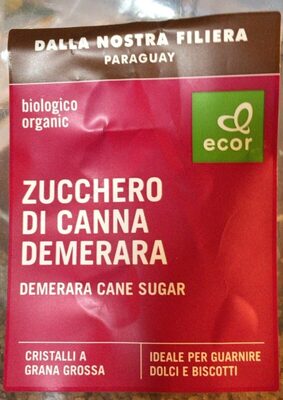 DALLA NOSTRA FILIERA
PARAGUAY
biologico
organic
ecor
ZUCCHERO
DI CANNA
DEMERARA
DEMERARA CANE SUGAR
CRISTALLI A
GRANA GROSSA
IDEALE PER GUARNIRE
DOLCI E BISCOTTI